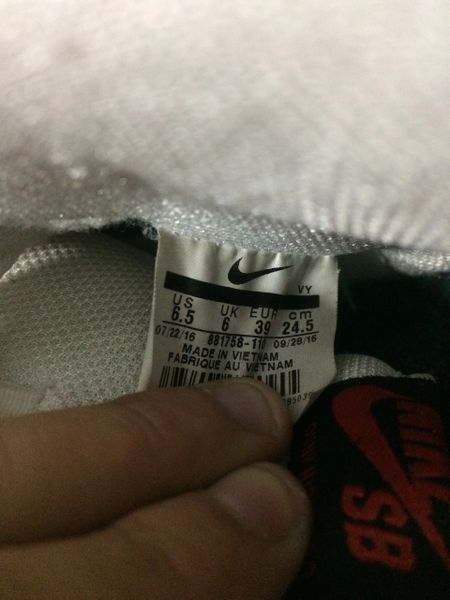 VY
US UK EUR cm
6.5 6 39 24.5
07/22/16 881758-110 09/28/16
MADE IN VIETNAM
FABRIQUE AU VIETNAM
NIKE
SB